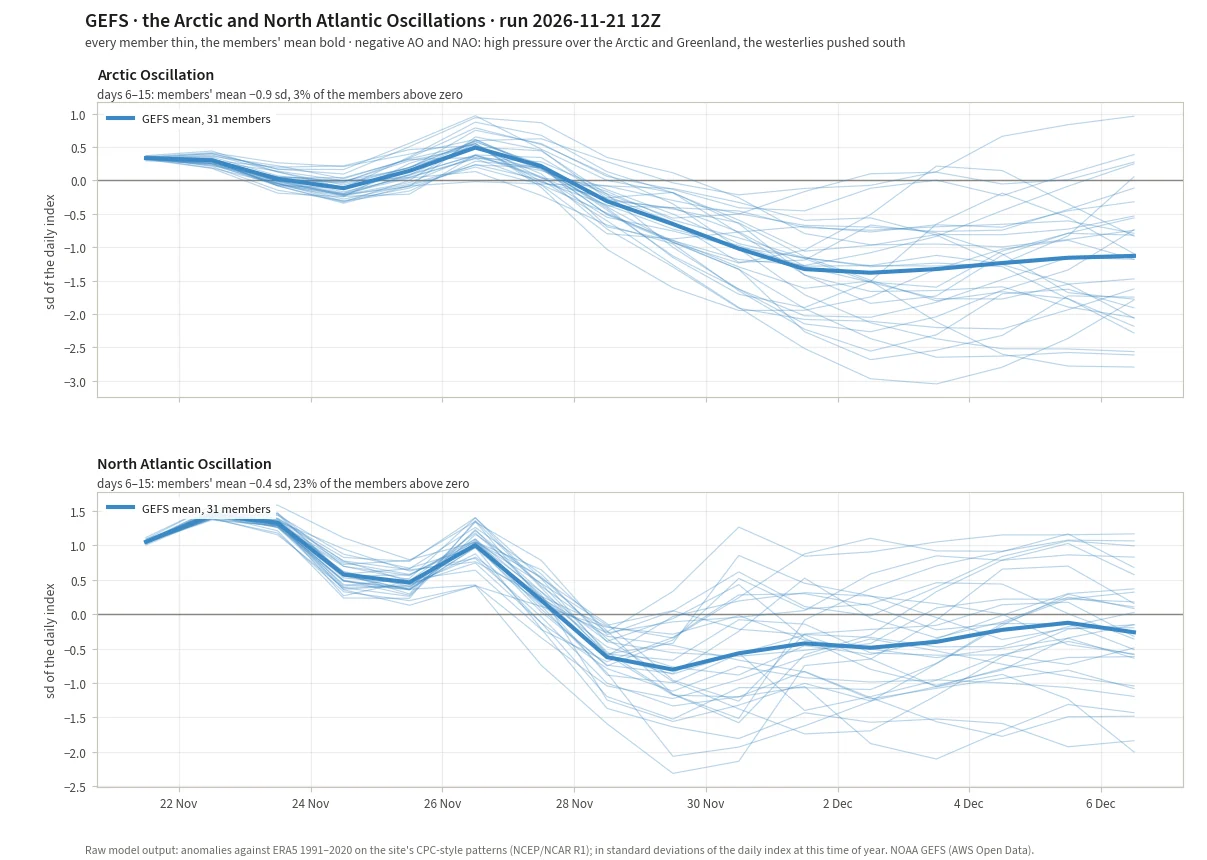 GEFS · the Arctic and North Atlantic Oscillations · run 2026-11-21 12Z
every member thin, the members' mean bold · negative AO and NAO: high pressure over the Arctic and Greenland, the westerlies pushed south
Arctic Oscillation
days 6–15: members' mean −0.9 sd, 3% of the members above zero
GEFS mean, 31 members
sd of the daily index
1.0
0.5
0.0
−0.5
−1.0
−1.5
−2.0
−2.5
−3.0
North Atlantic Oscillation
days 6–15: members' mean −0.4 sd, 23% of the members above zero
GEFS mean, 31 members
sd of the daily index
1.5
1.0
0.5
0.0
−0.5
−1.0
−1.5
−2.0
−2.5
22 Nov 24 Nov 26 Nov 28 Nov 30 Nov 2 Dec 4 Dec 6 Dec
Raw model output: anomalies against ERA5 1991–2020 on the site's CPC-style patterns (NCEP/NCAR R1); in standard deviations of the daily index at this time of year. NOAA GEFS (AWS Open Data).